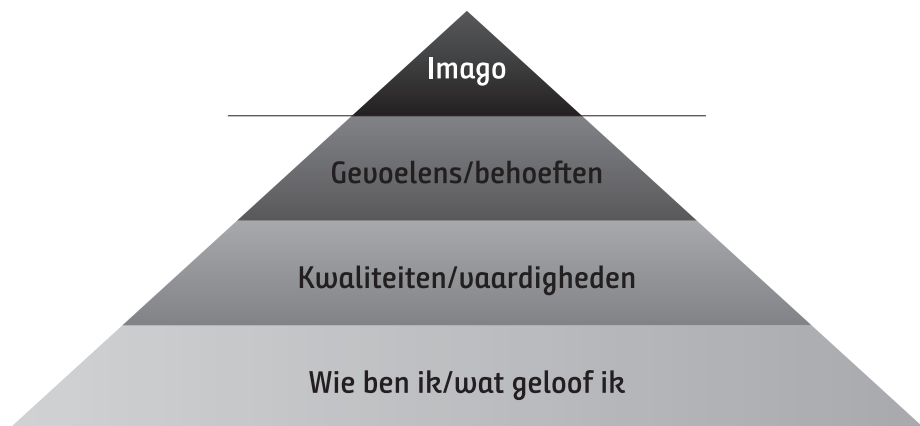 Imago
Gevoelens/behoeften
Kwaliteiten/vaardigheden
Wie ben ik/wat geloof ik